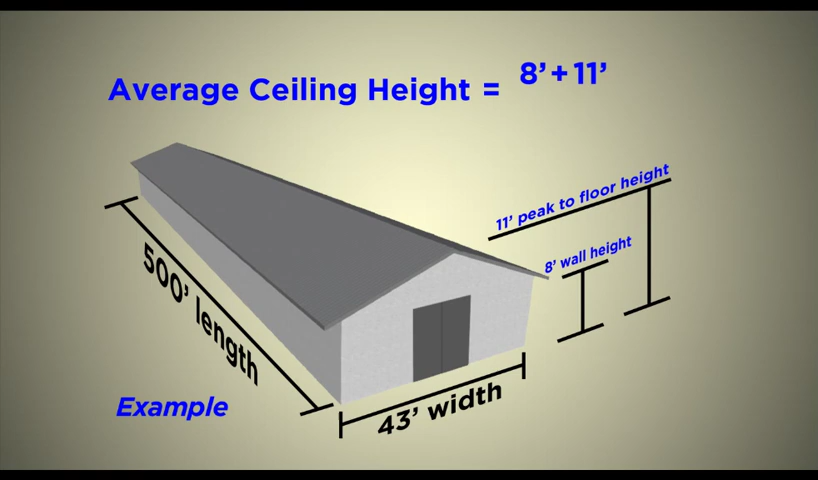 Average Ceiling Height = 8'+11'
11' peak to floor height
8' wall height
500' length
43' width
Example